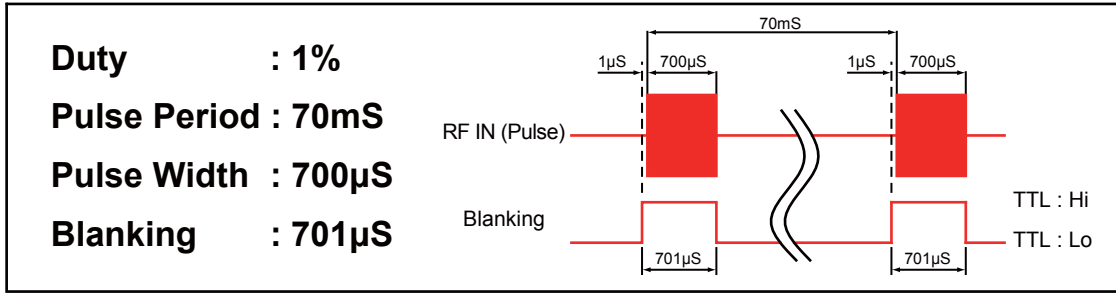 Duty : 1%
Pulse Period : 70mS
Pulse Width : 700µS
Blanking : 701µS
70mS
1µS 700µS 1µS 700µS
RF IN (Pulse)
Blanking
TTL : Hi
TTL : Lo
701µS 701µS